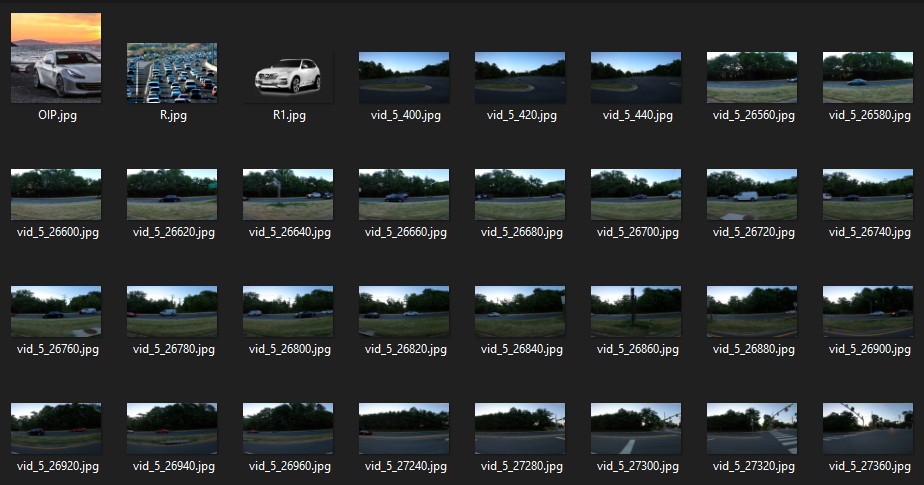 OIP.jpg
R.jpg
R1.jpg
vid_5_400.jpg
vid_5_420.jpg
vid_5_440.jpg
vid_5_26560.jpg
vid_5_26580.jpg
vid_5_26600.jpg
vid_5_26620.jpg
vid_5_26640.jpg
vid_5_26660.jpg
vid_5_26680.jpg
vid_5_26700.jpg
vid_5_26720.jpg
vid_5_26740.jpg
vid_5_26760.jpg
vid_5_26780.jpg
vid_5_26800.jpg
vid_5_26820.jpg
vid_5_26840.jpg
vid_5_26860.jpg
vid_5_26880.jpg
vid_5_26900.jpg
vid_5_26920.jpg
vid_5_26940.jpg
vid_5_26960.jpg
vid_5_27240.jpg
vid_5_27280.jpg
vid_5_27300.jpg
vid_5_27320.jpg
vid_5_27360.jpg